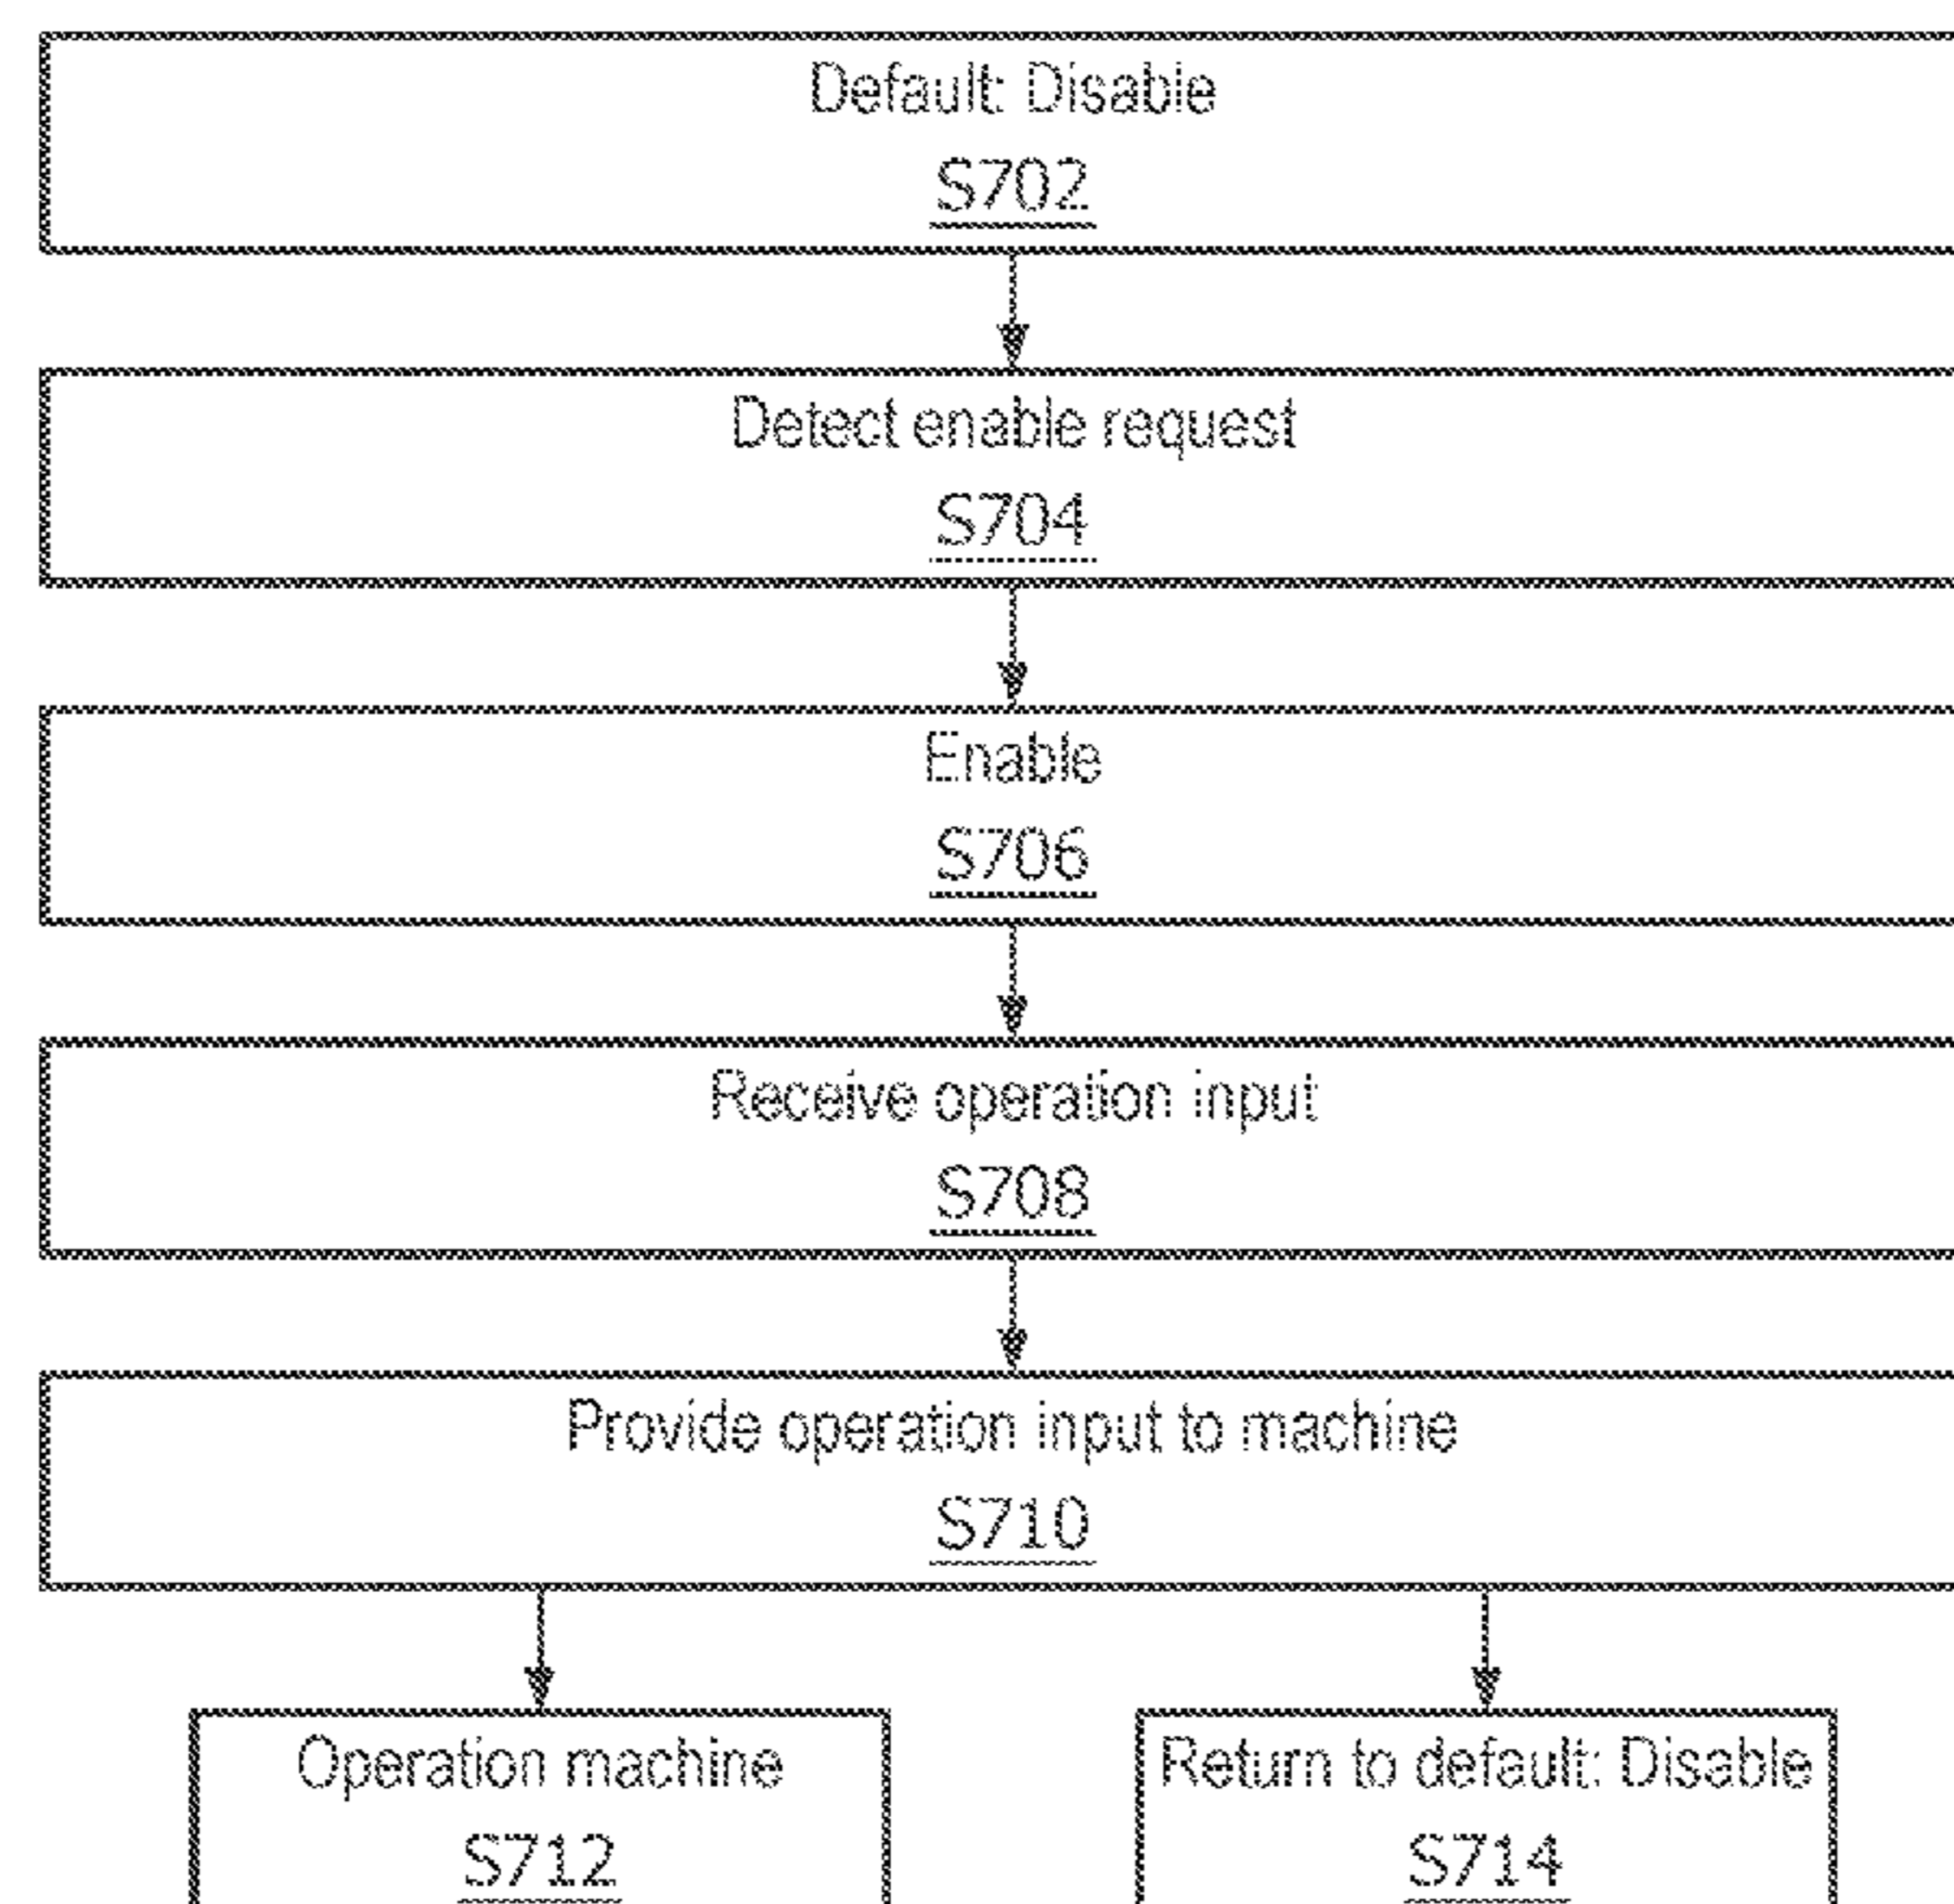 Default: Disable
S702
Detect enable request
S704
Enable
S706
Receive operation input
S708
Provide operation input to machine
S710
Operation machine
S712
Return to default: Disable
S714